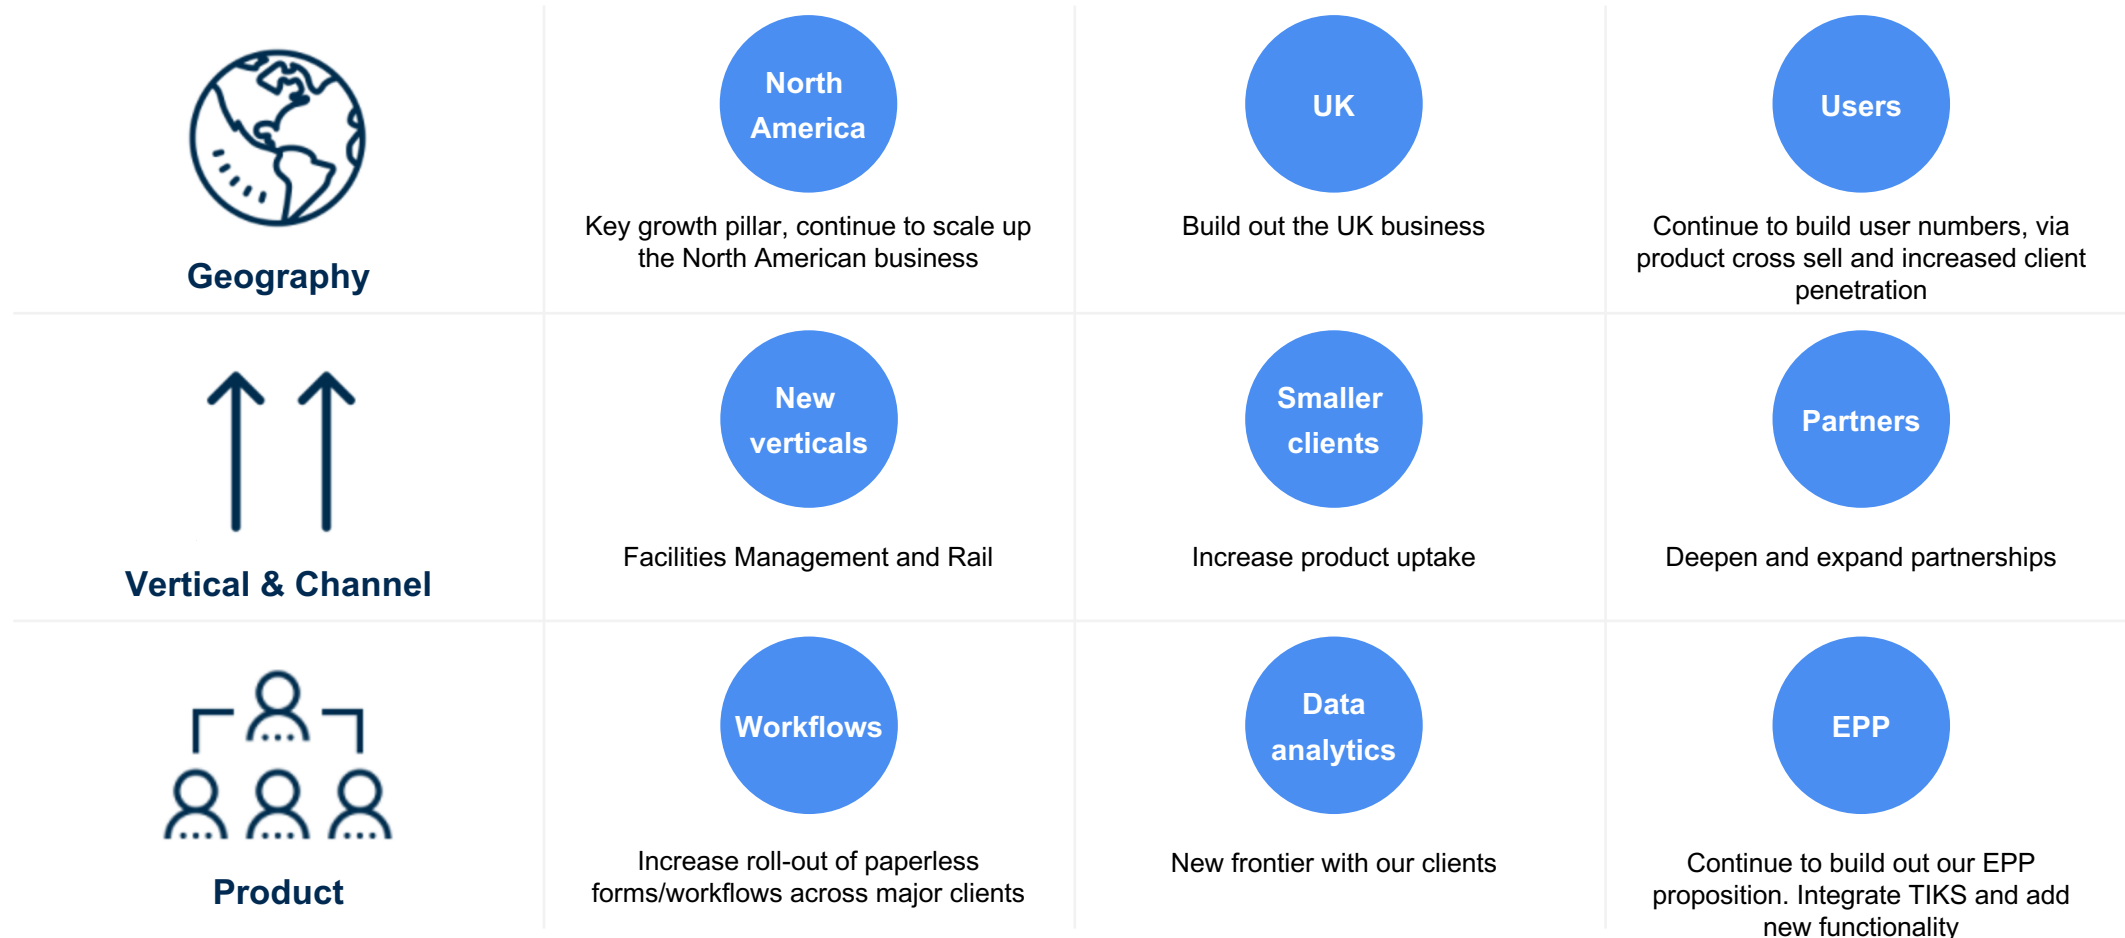 North
America
UK
Users
Key growth pillar, continue to scale up
the North American business
Build out the UK business
Continue to build user numbers, via
product cross sell and increased client
penetration
Geography
New
verticals
Smaller
clients
Partners
Facilities Management and Rail
Increase product uptake
Deepen and expand partnerships
Vertical & Channel
Workflows
Data
analytics
EPP
Increase roll-out of paperless
forms/workflows across major clients
New frontier with our clients
Continue to build out our EPP
proposition. Integrate TIKS and add
new functionality
Product